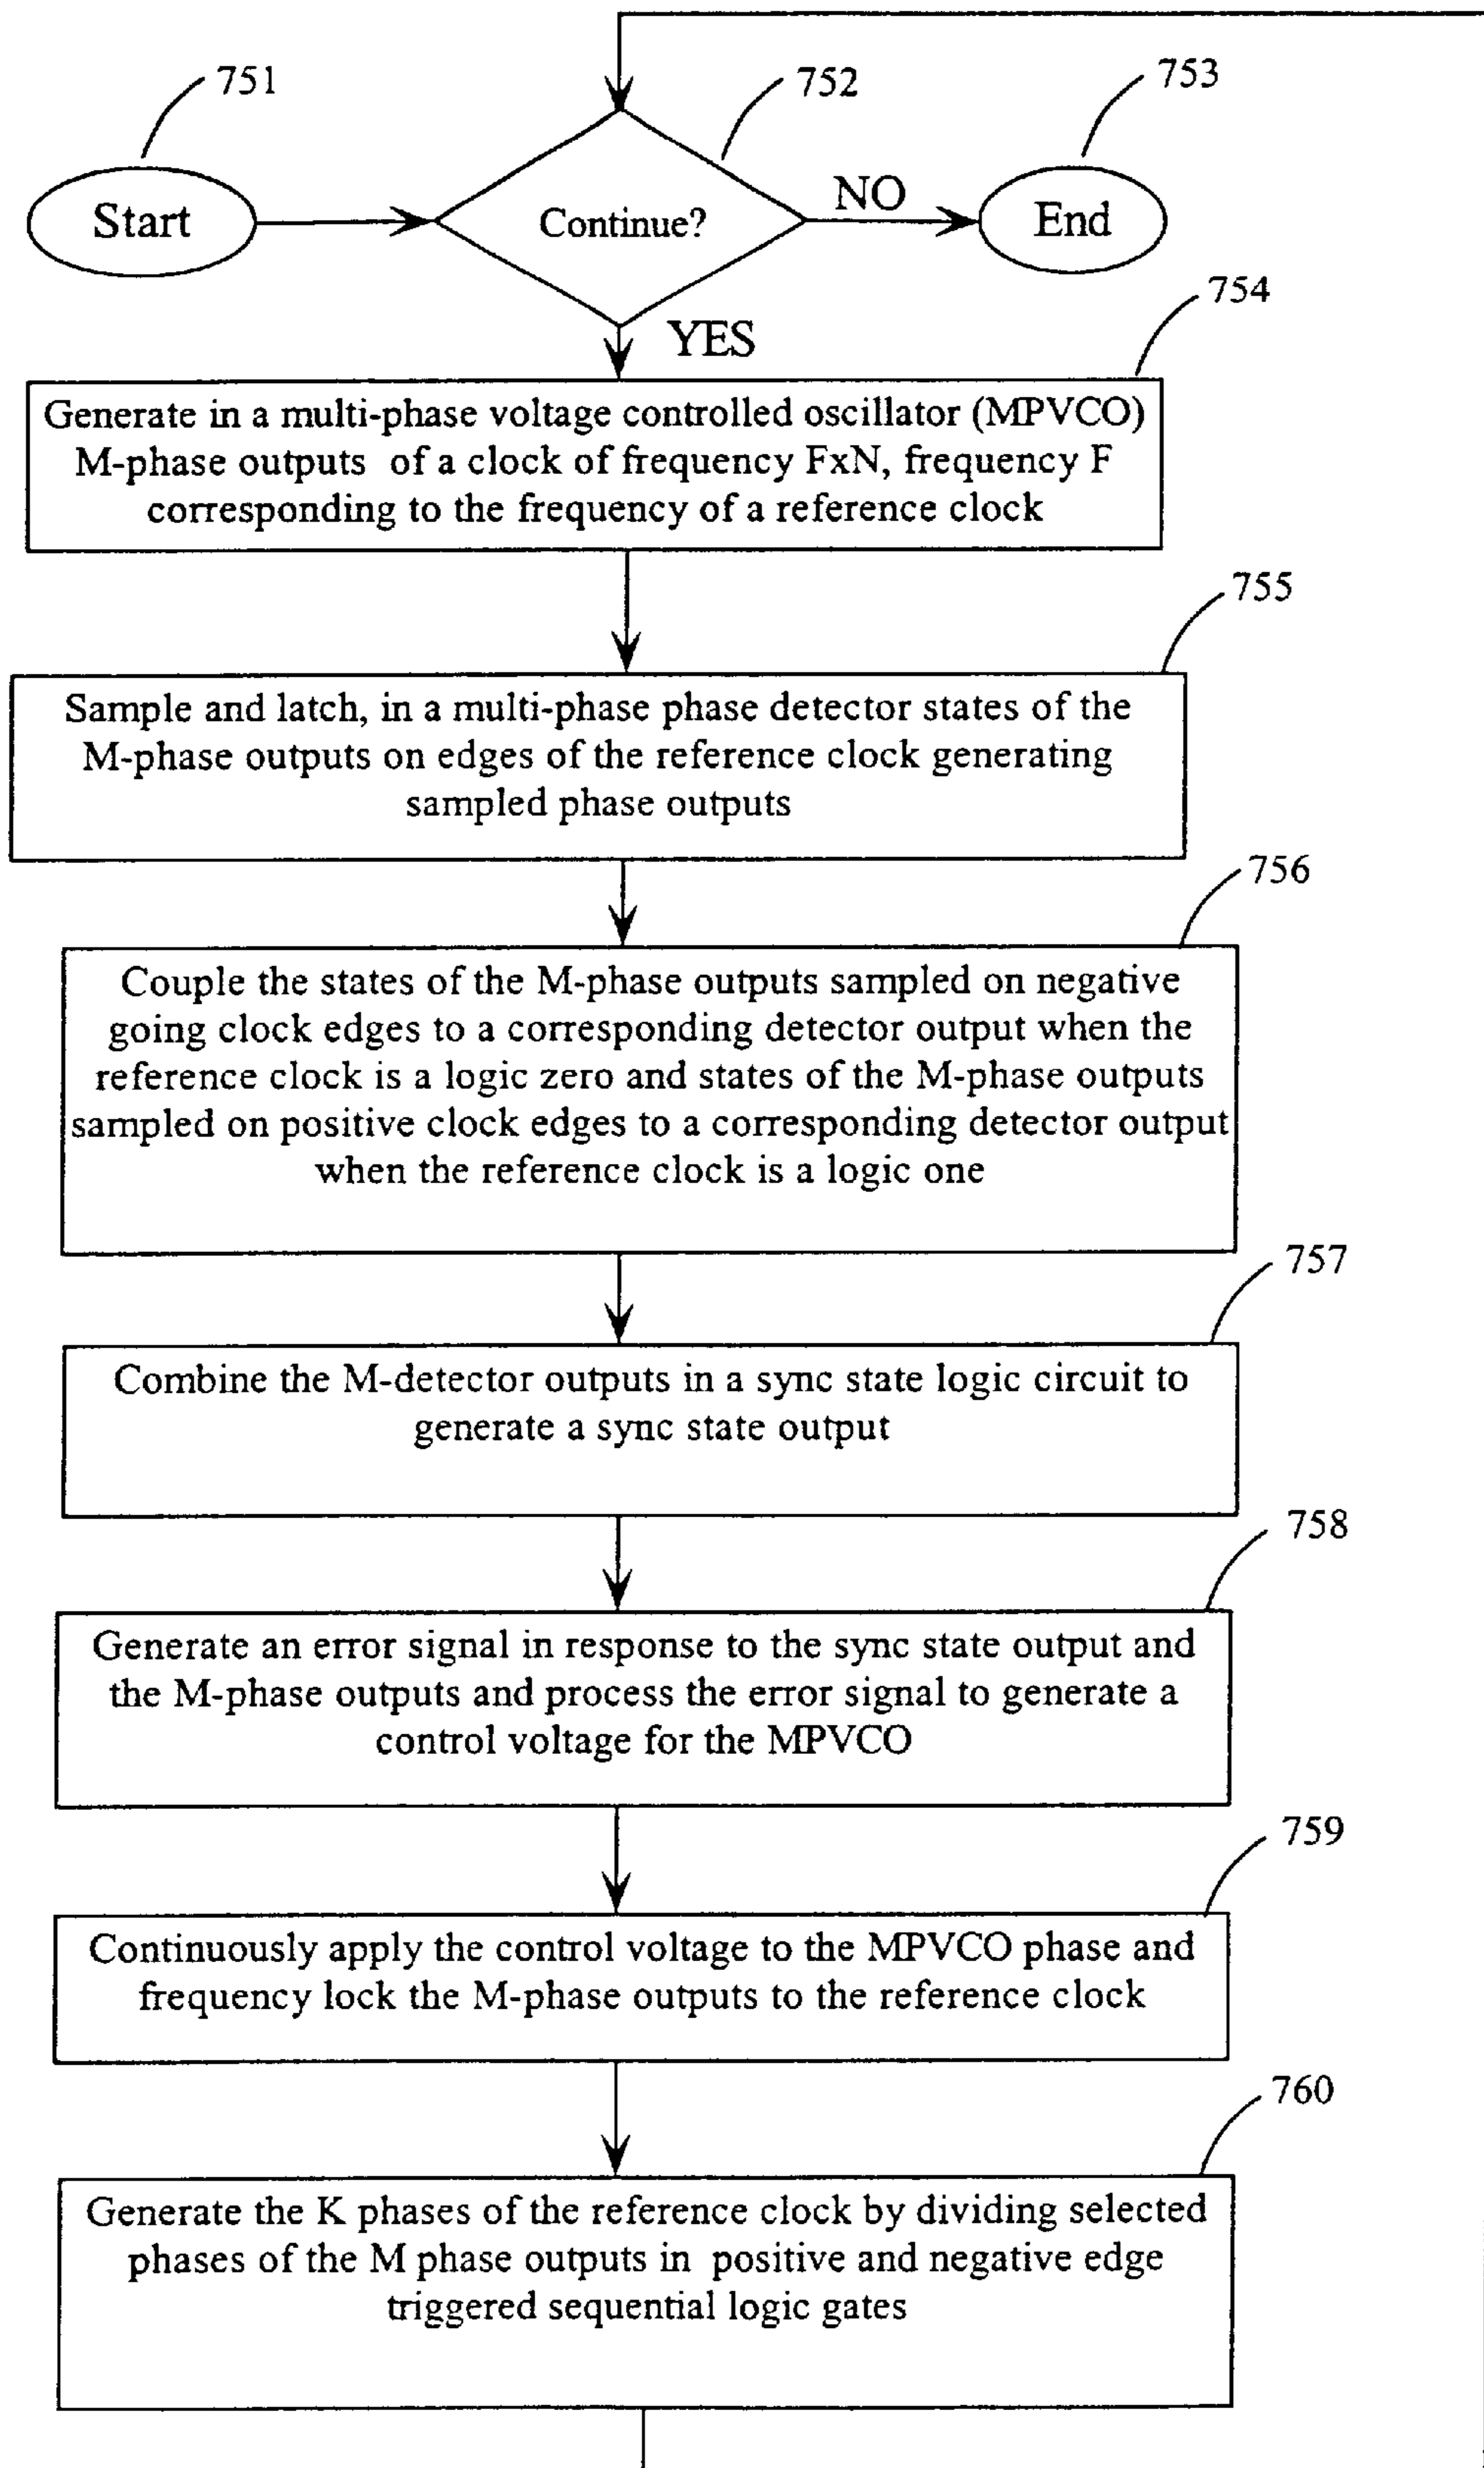 751
752
753
Start
Continue?
NO
End
YES
754
Generate in a multi-phase voltage controlled oscillator (MPVCO)
M-phase outputs of a clock of frequency FxN, frequency F
corresponding to the frequency of a reference clock
755
Sample and latch, in a multi-phase phase detector states of the
M-phase outputs on edges of the reference clock generating
sampled phase outputs
756
Couple the states of the M-phase outputs sampled on negative
going clock edges to a corresponding detector output when the
reference clock is a logic zero and states of the M-phase outputs
sampled on positive clock edges to a corresponding detector output
when the reference clock is a logic one
757
Combine the M-detector outputs in a sync state logic circuit to
generate a sync state output
758
Generate an error signal in response to the sync state output and
the M-phase outputs and process the error signal to generate a
control voltage for the MPVCO
759
Continuously apply the control voltage to the MPVCO phase and
frequency lock the M-phase outputs to the reference clock
760
Generate the K phases of the reference clock by dividing selected
phases of the M phase outputs in positive and negative edge
triggered sequential logic gates